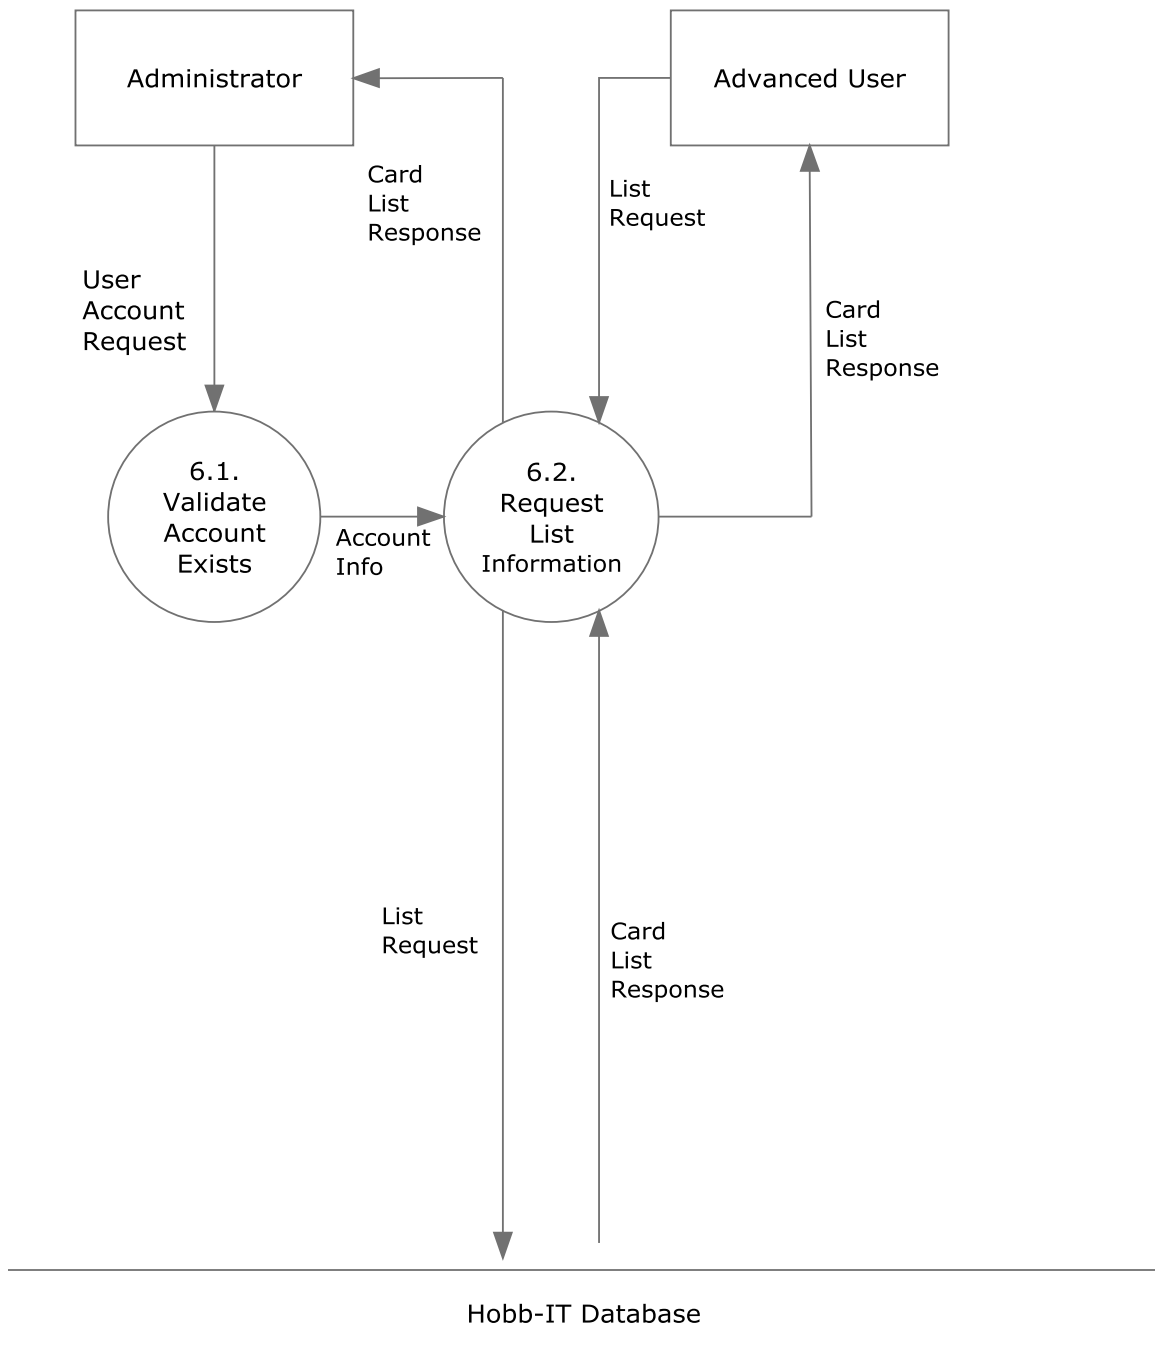 Administrator
Advanced User
Card
List
Response
List
Request
User
Account
Request
Card
List
Response
6.1.
Validate
Account
Exists
Account
Info
6.2.
Request
List
Information
List
Request
Card
List
Response
Hobb-IT Database